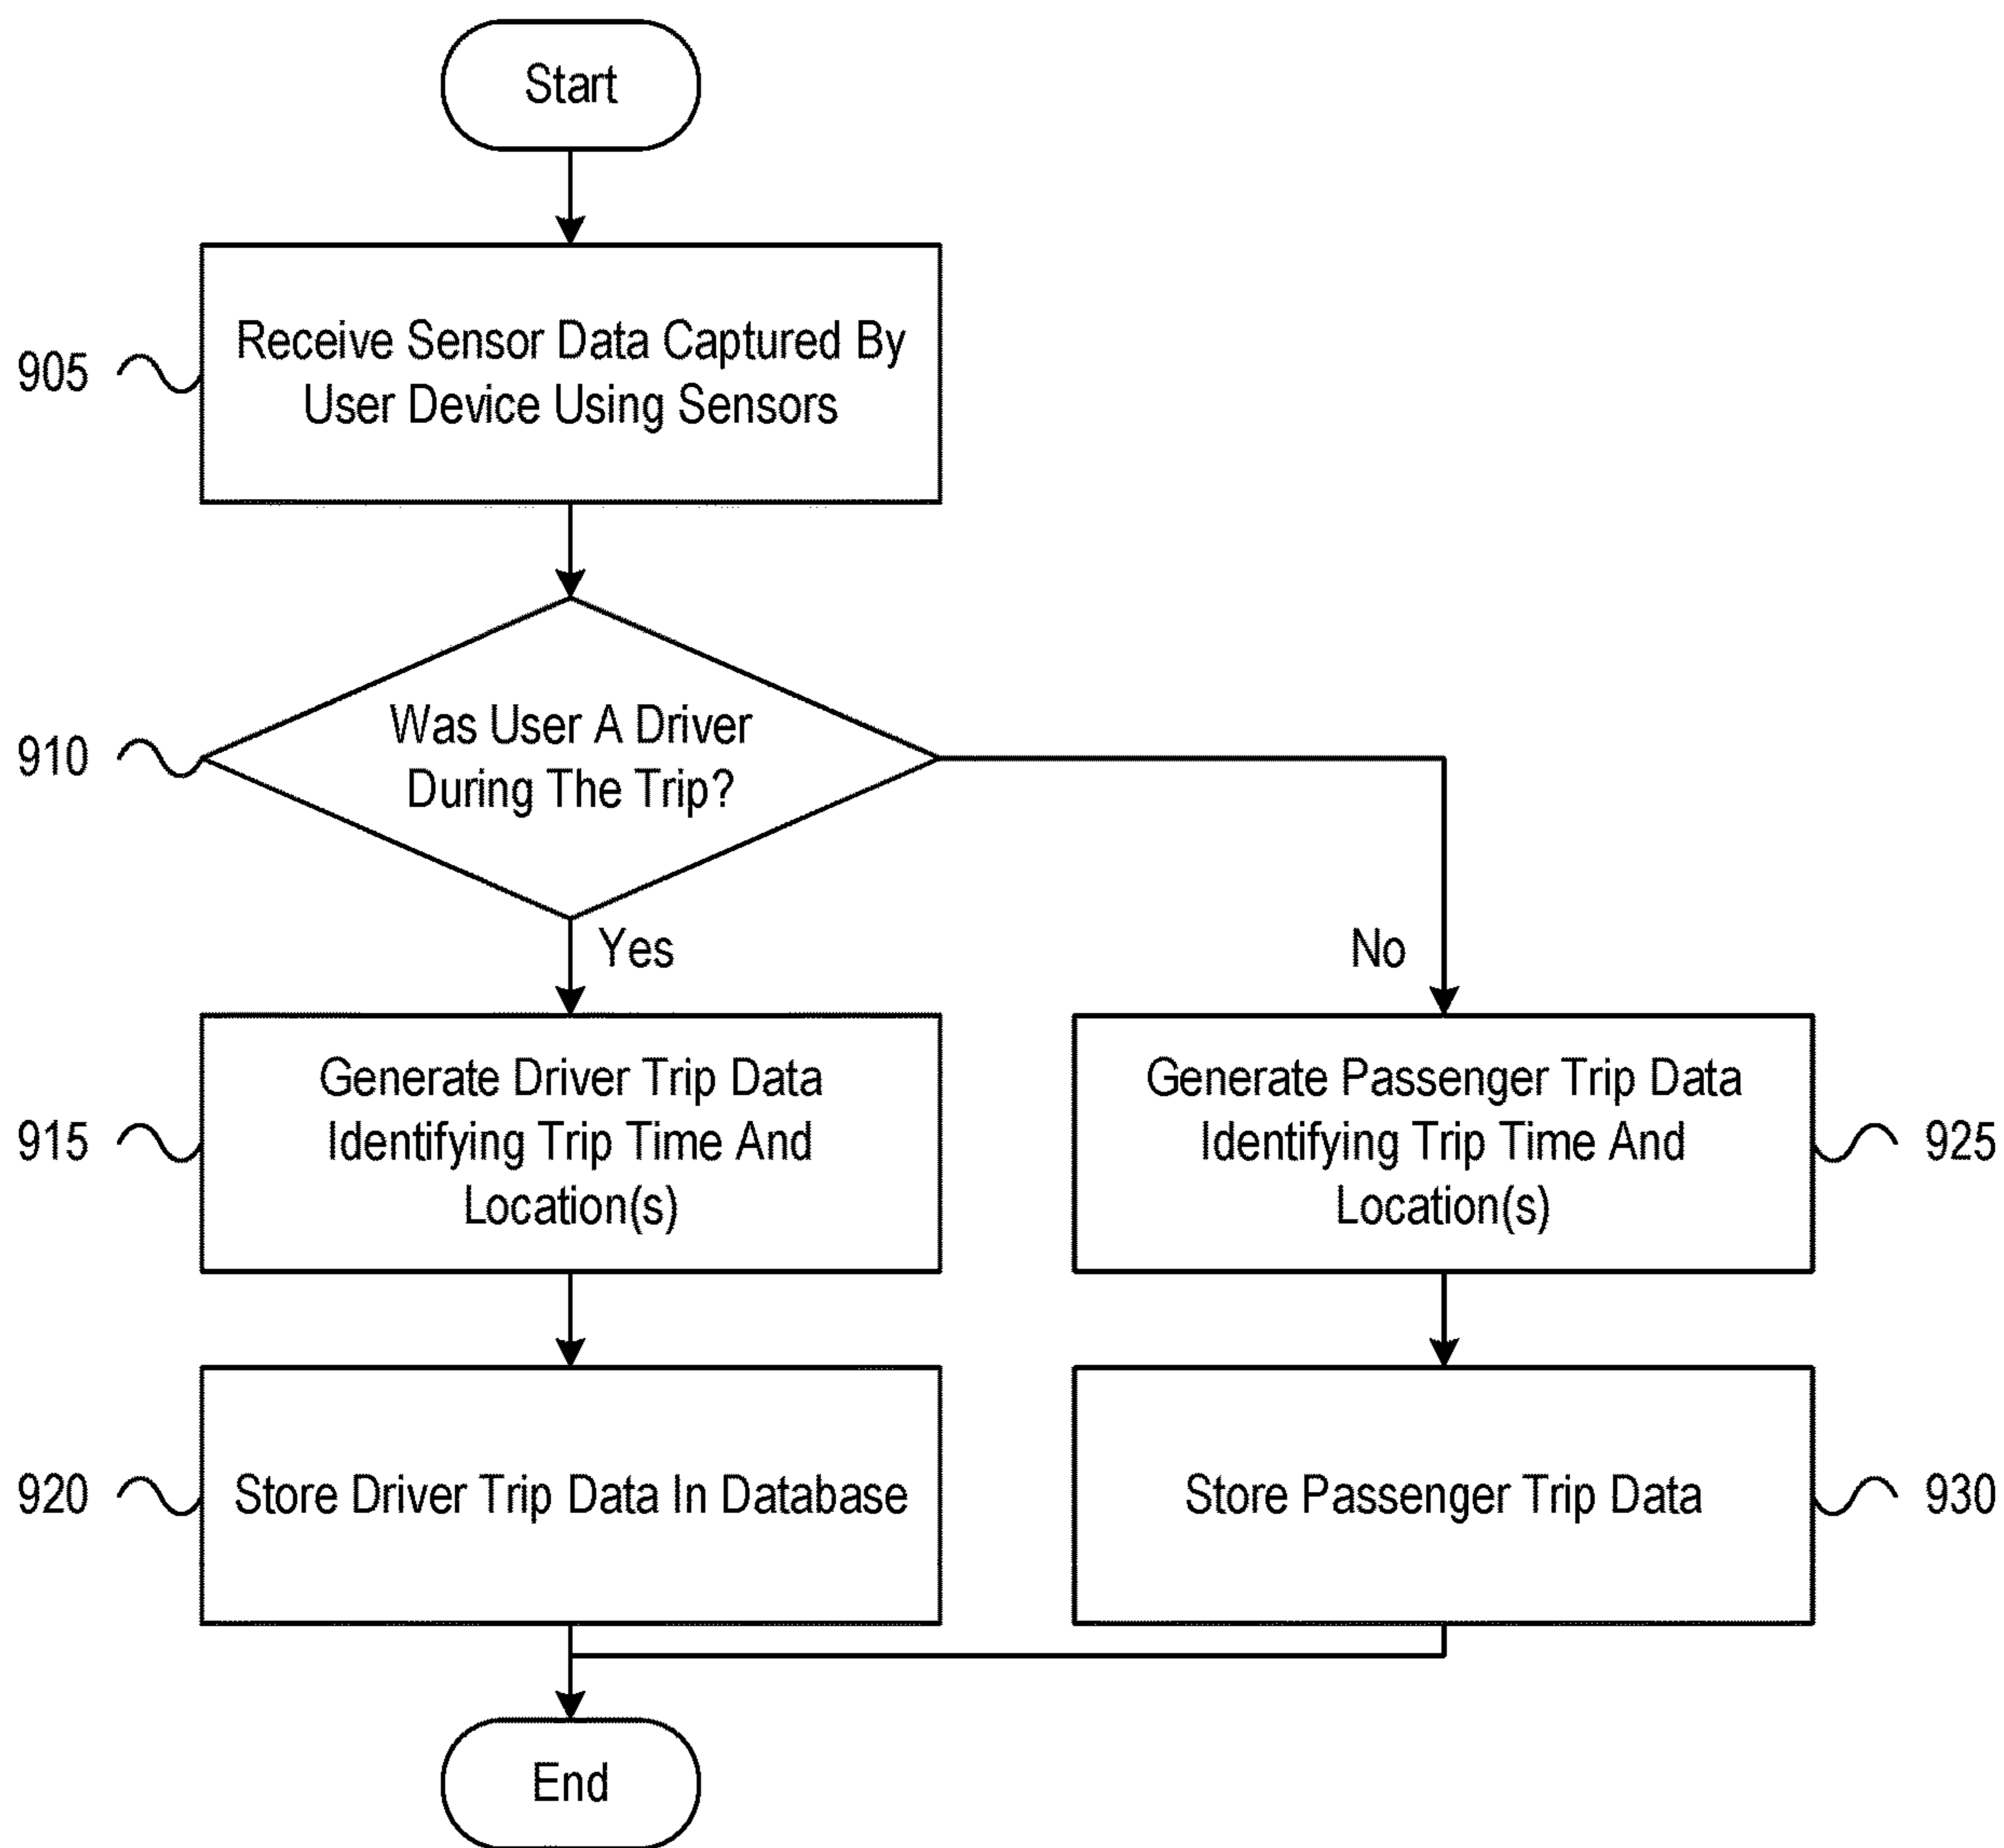 Start
905
Receive Sensor Data Captured By
User Device Using Sensors
910
Was User A Driver
During The Trip?
Yes
No
915
Generate Driver Trip Data
Identifying Trip Time And
Location(s)
Generate Passenger Trip Data
Identifying Trip Time And
Location(s)
925
920
Store Driver Trip Data In Database
Store Passenger Trip Data
930
End